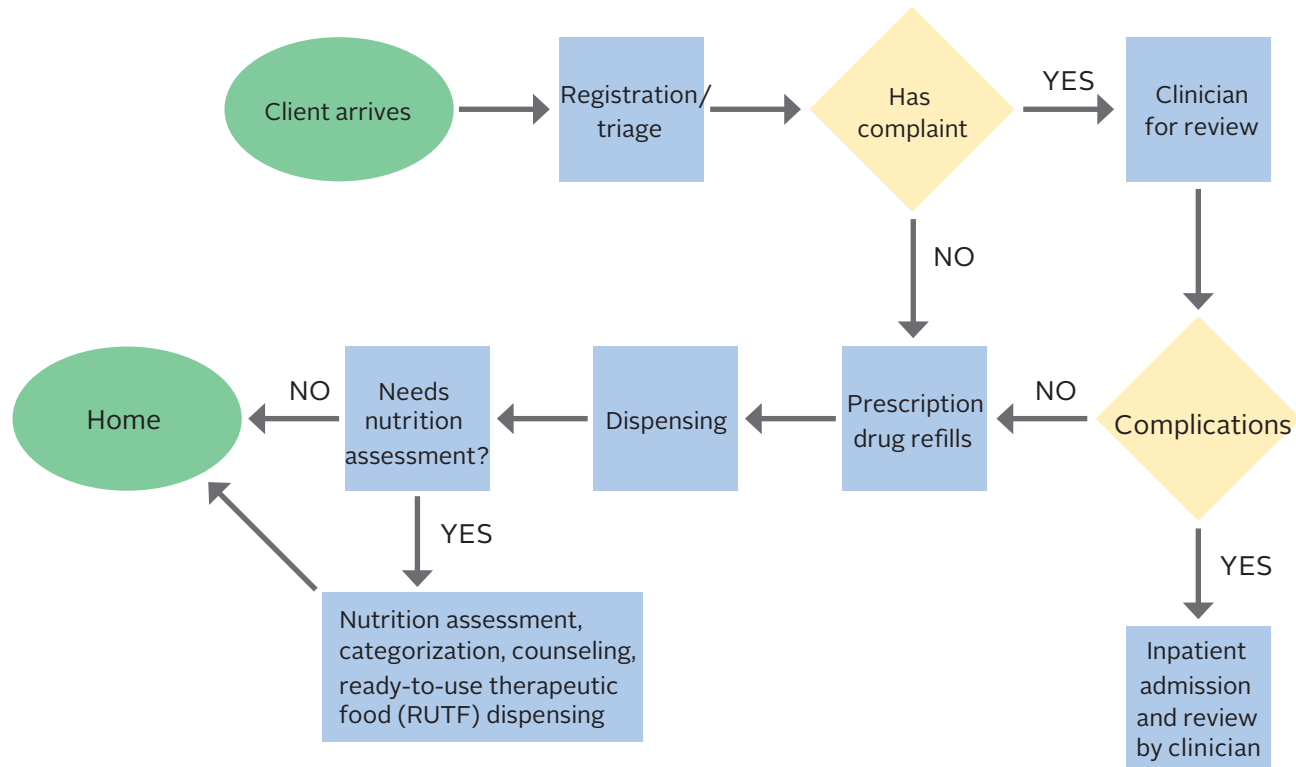 Client arrives
Registration/
triage
Has
complaint
YES
Clinician
for review
NO
Home
NO
Needs
nutrition
assessment?
Dispensing
Prescription
drug refills
NO
Complications
YES
YES
Nutrition assessment,
categorization, counseling,
ready-to-use therapeutic
food (RUTF) dispensing
Inpatient
admission
and review
by clinician